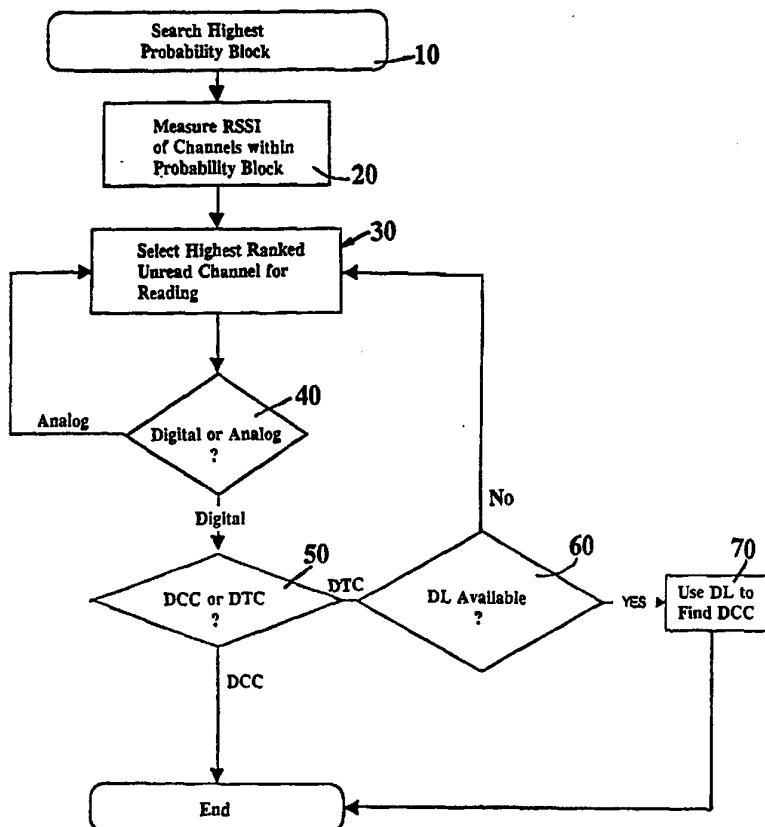 Search Highest
Probability Block
10
Measure RSSI
of Channels within
Probability Block
20
30
Select Highest Ranked
Unread Channel for
Reading
40
Analog
Digital or Analog
?
No
Digital
50
60
70
DCC or DTC
?
DTC
DL Available
?
YES
Use DL to
Find DCC
DCC
End